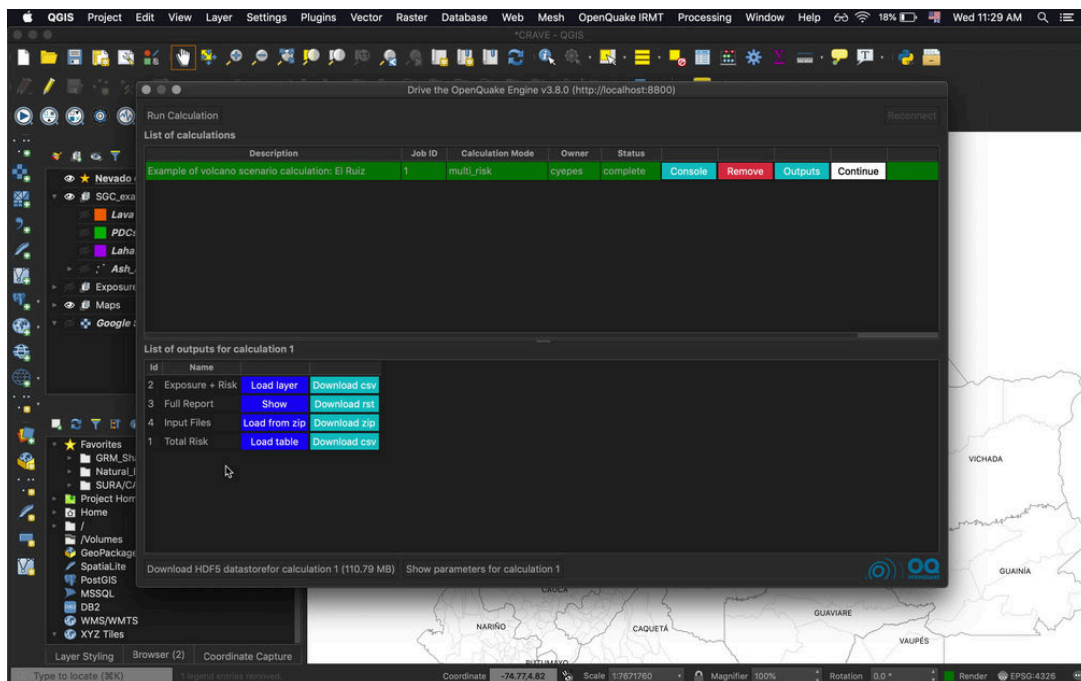 QGIS Project Edit View Layer Settings Plugins Vector Raster Database Web Mesh OpenQuake IRMT Processing Window Help 18% Wed 11:29 AM
*CRAVE - QGIS
Drive the OpenQuake Engine v3.8.0 (http://localhost:8800)
Run Calculation Reconnect
List of calculations
Description Job ID Calculation Mode Owner Status
Example of volcano scenario calculation: El Ruiz 1 multi_risk cyepes complete Console Remove Outputs Continue
Nevado
SGC_exa
Lava
PDCs
Laha
Ash_
Exposure
Maps
Google
List of outputs for calculation 1
Id Name
2 Exposure + Risk Load layer Download csv
3 Full Report Show Download rst
4 Input Files Load from zip Download zip
1 Total Risk Load table Download csv
Favorites
GRM_Sh
Natural_
SURA/CA
Project Hom
Home
/
/Volumes
GeoPackage
SpatiaLite
PostGIS
MSSQL
DB2
WMS/WMTS
XYZ Tiles
Download HDF5 datastorefor calculation 1 (110.79 MB) Show parameters for calculation 1
OQ
OPENQUAKE
VICHADA
GUAINÍA
CAUCA
NARIÑO
CAQUETÁ
GUAVIARE
VAUPÉS
PUTUMAYO
Layer Styling Browser (2) Coordinate Capture
Type to locate (⌘K) 1 legend entries removed. Coordinate -74.77,4.82 Scale 1:7671760 Magnifier 100% Rotation 0.0 ° Render EPSG:4326